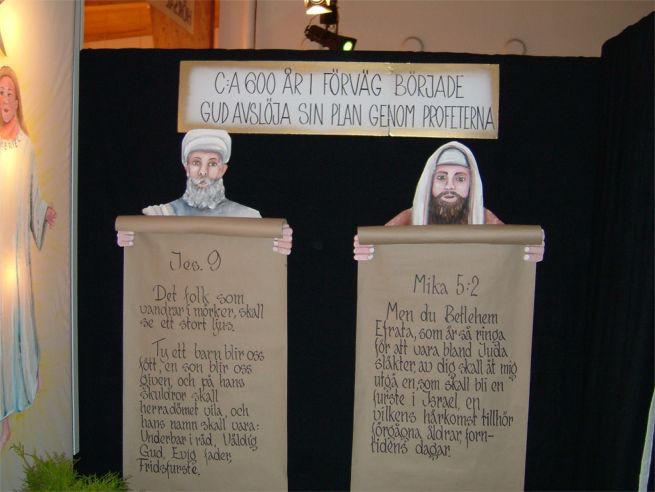 C:A 600 ÅR I FÖRVÄG BÖRJADE
GUD AVSLÖJA SIN PLAN GENOM PROFETERNA
Jes. 9
Det folk som
vandrar i mörker, skall
se ett stort ljus.
Ty ett barn blir oss
fött, en son blir oss
given, och på hans
skuldror skall
herradömet vila, och
hans namn skall vara:
Underbar i råd, Väldig
Gud, Evig fader,
Fridsfurste.
Mika 5:2
Men du Betlehem
Efrata, som är så ringa
för att vara bland Juda
släkter, av dig skall åt mig
utgå en, som skall bli en
furste i Israel, en
vilkens härkomst tillhör
förgågna åldrar, forn-
tidens dagar.